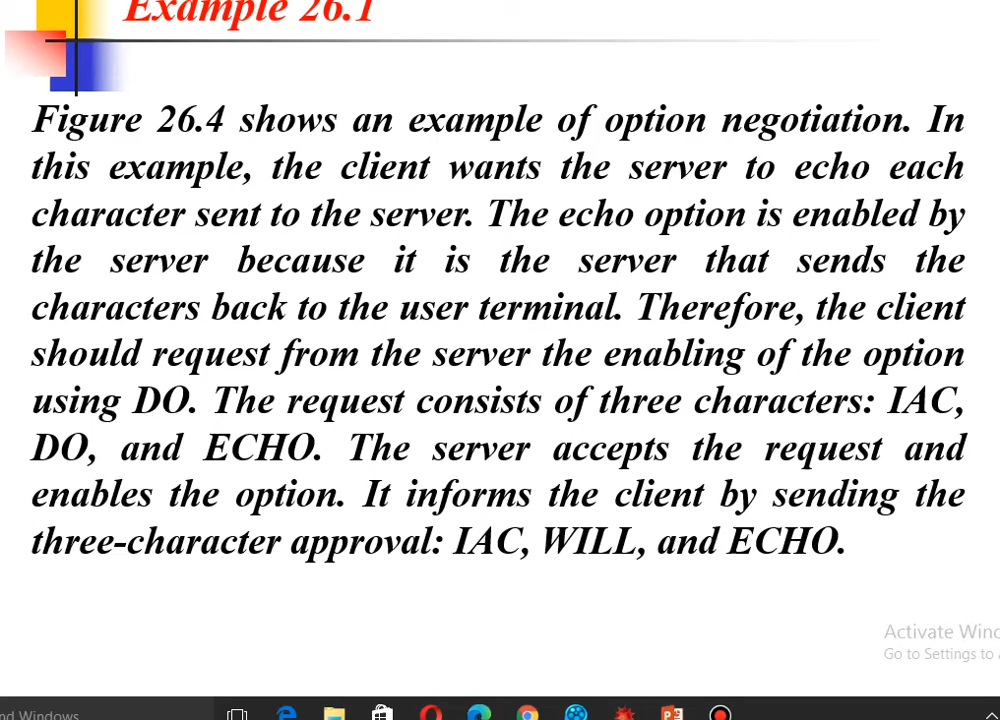 Example 26.1
Figure 26.4 shows an example of option negotiation. In
this example, the client wants the server to echo each
character sent to the server. The echo option is enabled by
the server because it is the server that sends the
characters back to the user terminal. Therefore, the client
should request from the server the enabling of the option
using DO. The request consists of three characters: IAC,
DO, and ECHO. The server accepts the request and
enables the option. It informs the client by sending the
three-character approval: IAC, WILL, and ECHO.
Activate Wind
Go to Settings to
nd Windows